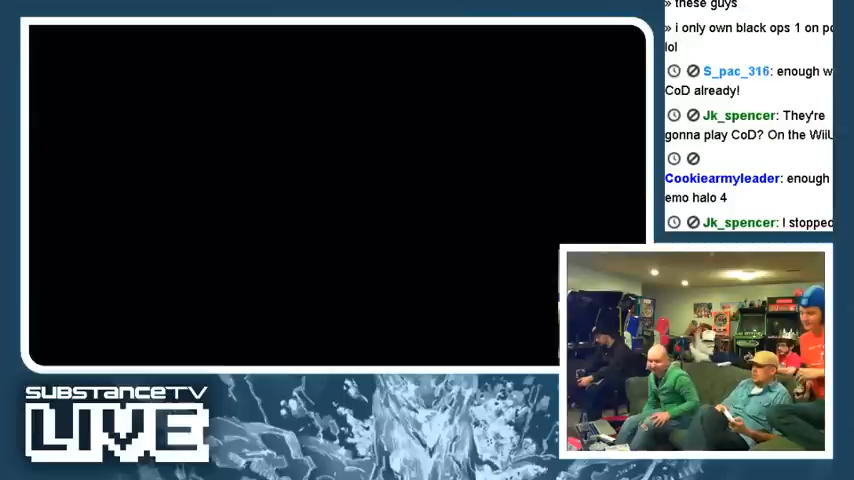 » these guys
» i only own black ops 1 on pc
lol
S_pac_316: enough w
CoD already!
Jk_spencer: They're
gonna play CoD? On the WiiU
Cookiearmyleader: enough
emo halo 4
Jk_spencer: I stopped
SUBSTANCETV
LIVE